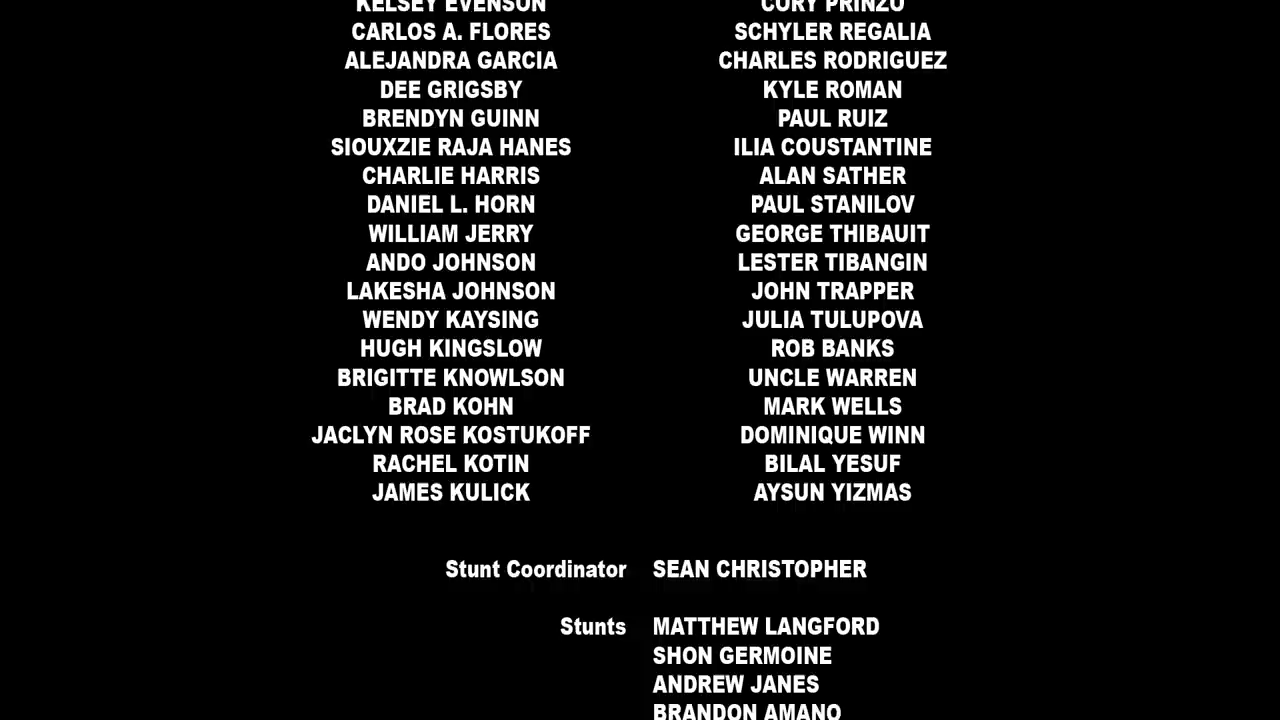 KELSEY EVENSON CORY PRINZO
CARLOS A. FLORES SCHYLER REGALIA
ALEJANDRA GARCIA CHARLES RODRIGUEZ
DEE GRIGSBY KYLE ROMAN
BRENDYN GUINN PAUL RUIZ
SIOUXZIE RAJA HANES ILIA COUSTANTINE
CHARLIE HARRIS ALAN SATHER
DANIEL L. HORN PAUL STANILOV
WILLIAM JERRY GEORGE THIBAUIT
ANDO JOHNSON LESTER TIBANGIN
LAKESHA JOHNSON JOHN TRAPPER
WENDY KAYSING JULIA TULUPOVA
HUGH KINGSLOW ROB BANKS
BRIGITTE KNOWLSON UNCLE WARREN
BRAD KOHN MARK WELLS
JACLYN ROSE KOSTUKOFF DOMINIQUE WINN
RACHEL KOTIN BILAL YESUF
JAMES KULICK AYSUN YIZMAS
Stunt Coordinator SEAN CHRISTOPHER
Stunts MATTHEW LANGFORD
SHON GERMOINE
ANDREW JANES
BRANDON AMANO